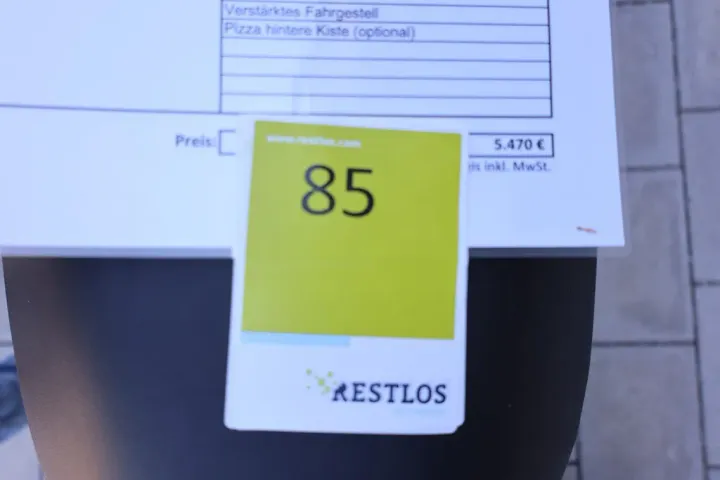 Verstärktes Fahrgestell
Pizza hintere Kiste (optional)
Preis:
5.470 €
inkl. MwSt.
www.restlos.com
85
RESTLOS